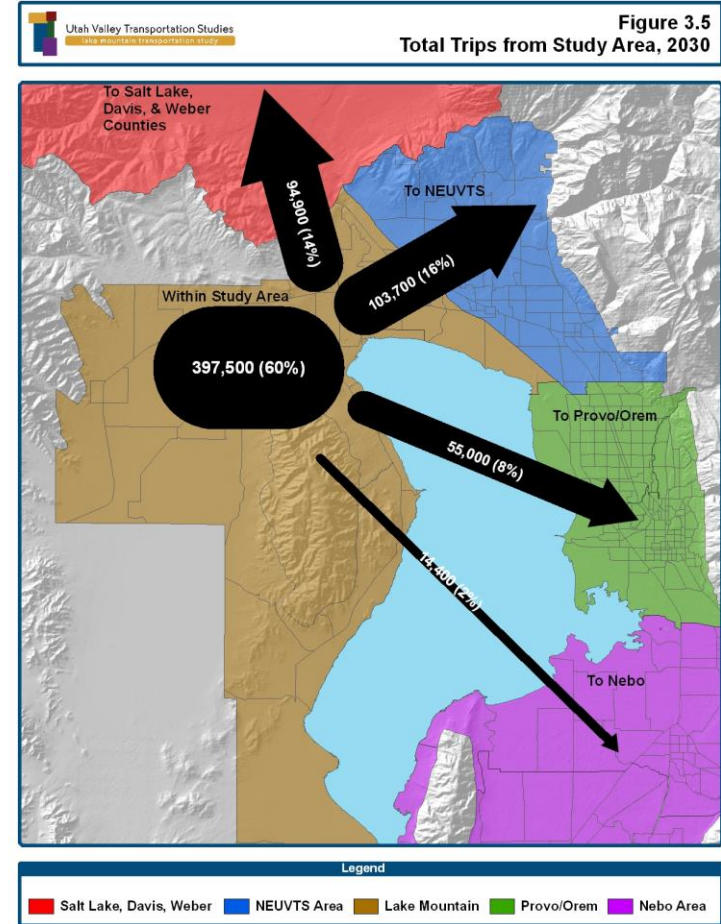 Utah Valley Transportation Studies
lake mountain transportation study
Figure 3.5
Total Trips from Study Area, 2030
To Salt Lake,
Davis, & Weber
Counties
94,900 (14%)
To NEUVTS
103,700 (16%)
Within Study Area
397,500 (60%)
To Provo/Orem
55,000 (8%)
14,400 (2%)
To Nebo
Legend
Salt Lake, Davis, Weber
NEUVTS Area
Lake Mountain
Provo/Orem
Nebo Area